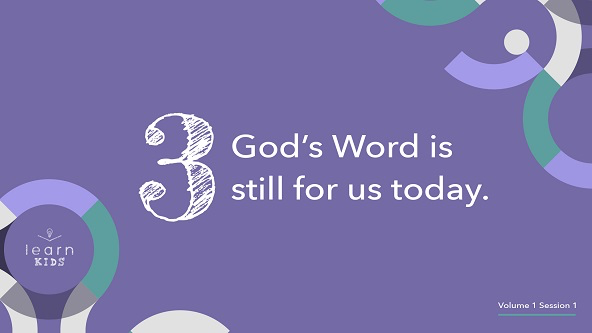 3
God's Word is
still for us today.
learn
KIDS
Volume 1 Session 1